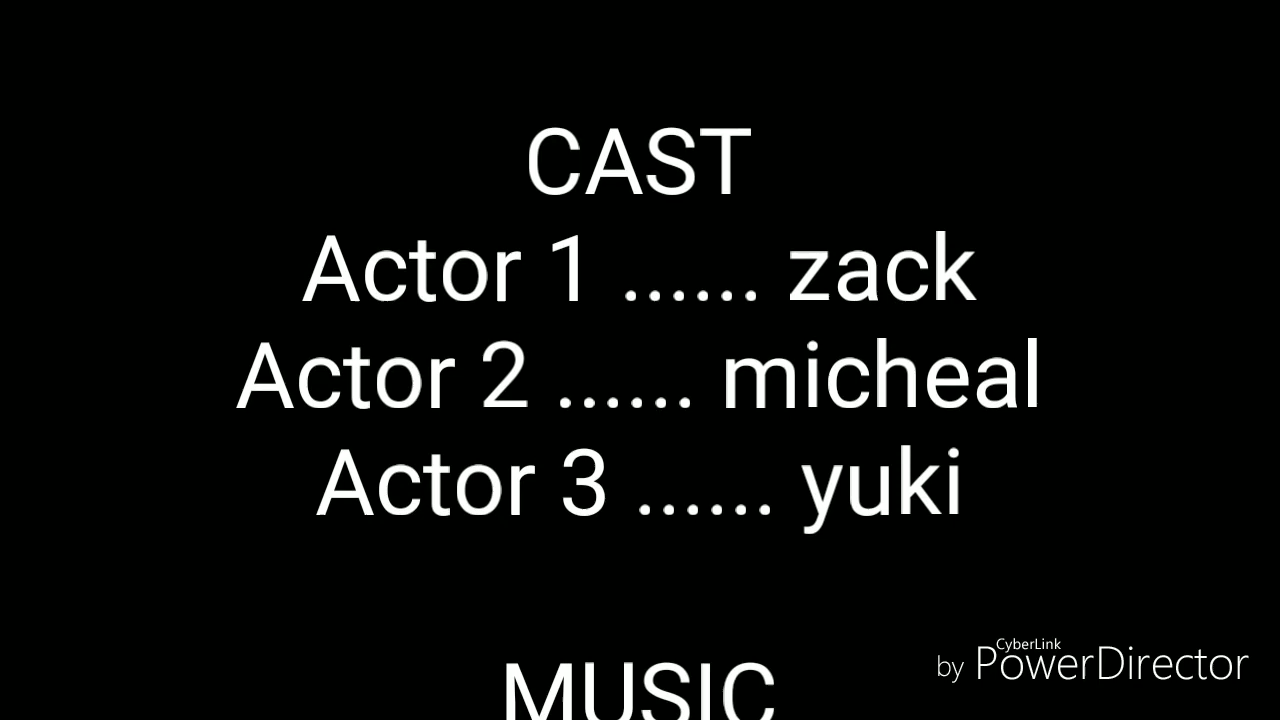 CAST
Actor 1 ...... zack
Actor 2 ...... micheal
Actor 3 ...... yuki
MUSIC
CyberLink
by PowerDirector